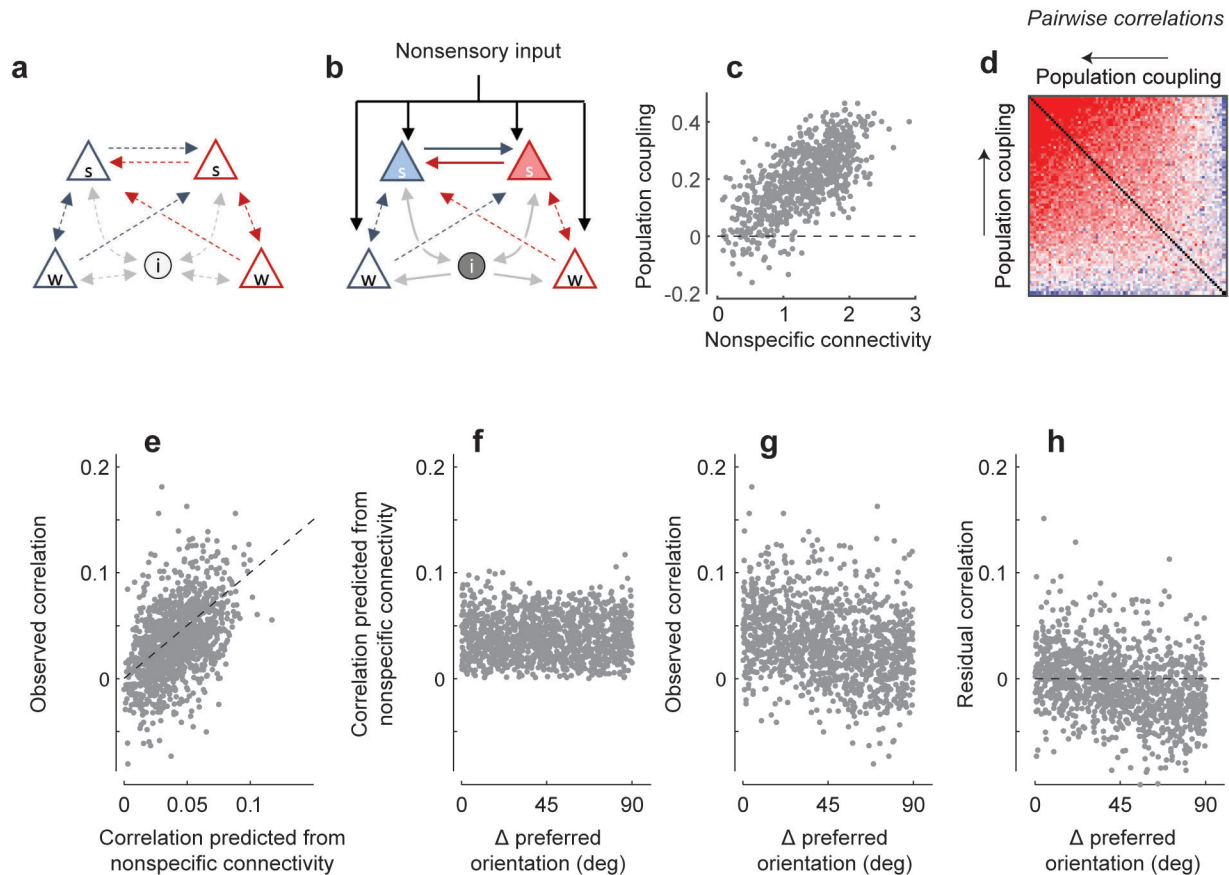 Pairwise correlations
a
b
Nonsensory input
c
d
Population coupling
s
s
w
w
i
s
s
w
w
i
Population coupling
0.4
0.2
0
-0.2
0
1
2
3
Nonspecific connectivity
Population coupling
e
Observed correlation
0.2
0.1
0
0
0.05
0.1
Correlation predicted from
nonspecific connectivity
f
Correlation predicted from
nonspecific connectivity
0.2
0.1
0
0
45
90
Δ preferred
orientation (deg)
g
Observed correlation
0.2
0.1
0
0
45
90
Δ preferred
orientation (deg)
h
Residual correlation
0.2
0.1
0
0
45
90
Δ preferred
orientation (deg)